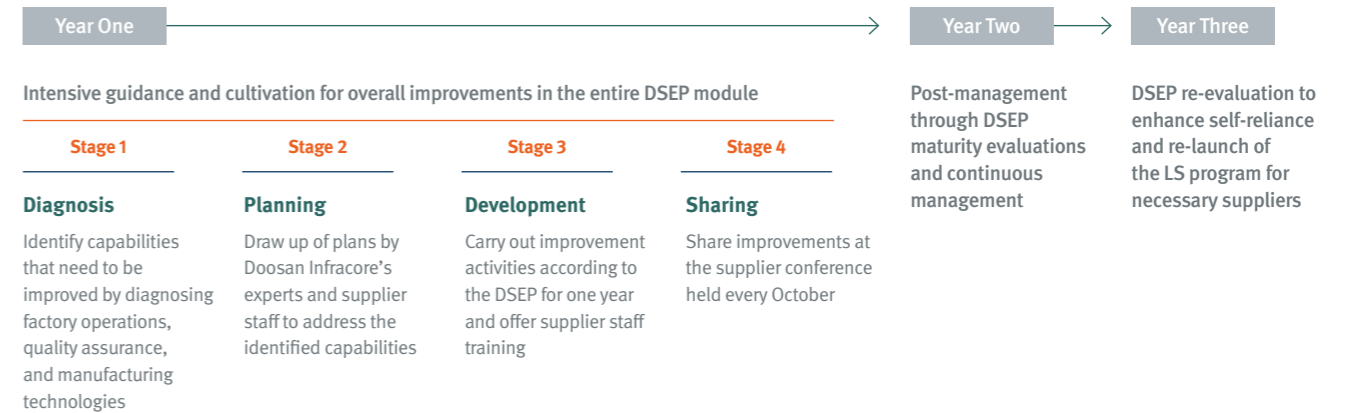 Year One
Year Two
Year Three
Intensive guidance and cultivation for overall improvements in the entire DSEP module
Stage 1
Stage 2
Stage 3
Stage 4
Diagnosis
Identify capabilities
that need to be
improved by diagnosing
factory operations,
quality assurance,
and manufacturing
technologies
Planning
Draw up of plans by
Doosan Infracore’s
experts and supplier
staff to address the
identified capabilities
Development
Carry out improvement
activities according to
the DSEP for one year
and offer supplier staff
training
Sharing
Share improvements at
the supplier conference
held every October
Post-management
through DSEP
maturity evaluations
and continuous
management
DSEP re-evaluation to
enhance self-reliance
and re-launch of
the LS program for
necessary suppliers